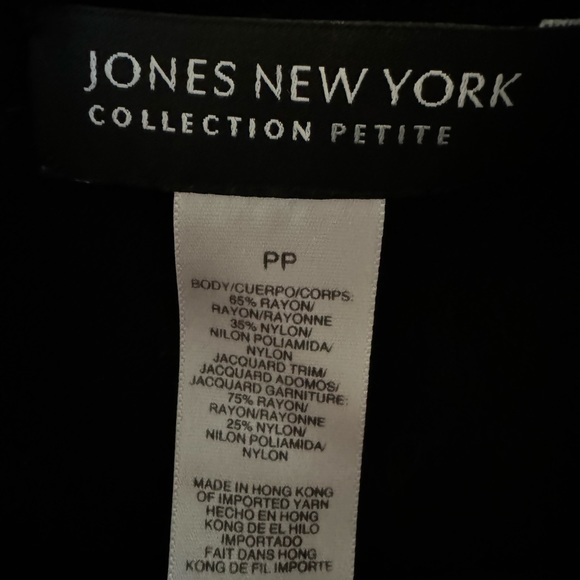 JONES NEW YORK
COLLECTION PETITE
PP
BODY/CUERPO/CORPS:
65% RAYON/
RAYON/RAYONNE
35% NYLON/
NILON POLIAMIDA/
NYLON
JACQUARD TRIM/
JACQUARD ADOMOS/
JACQUARD GARNITURE:
75% RAYON/
RAYON/RAYONNE
25% NYLON/
NILON POLIAMIDA/
NYLON
MADE IN HONG KONG
OF IMPORTED YARN
HECHO EN HONG
KONG DE EL HILO
IMPORTADO
FAIT DANS HONG
KONG DE FIL IMPORTE